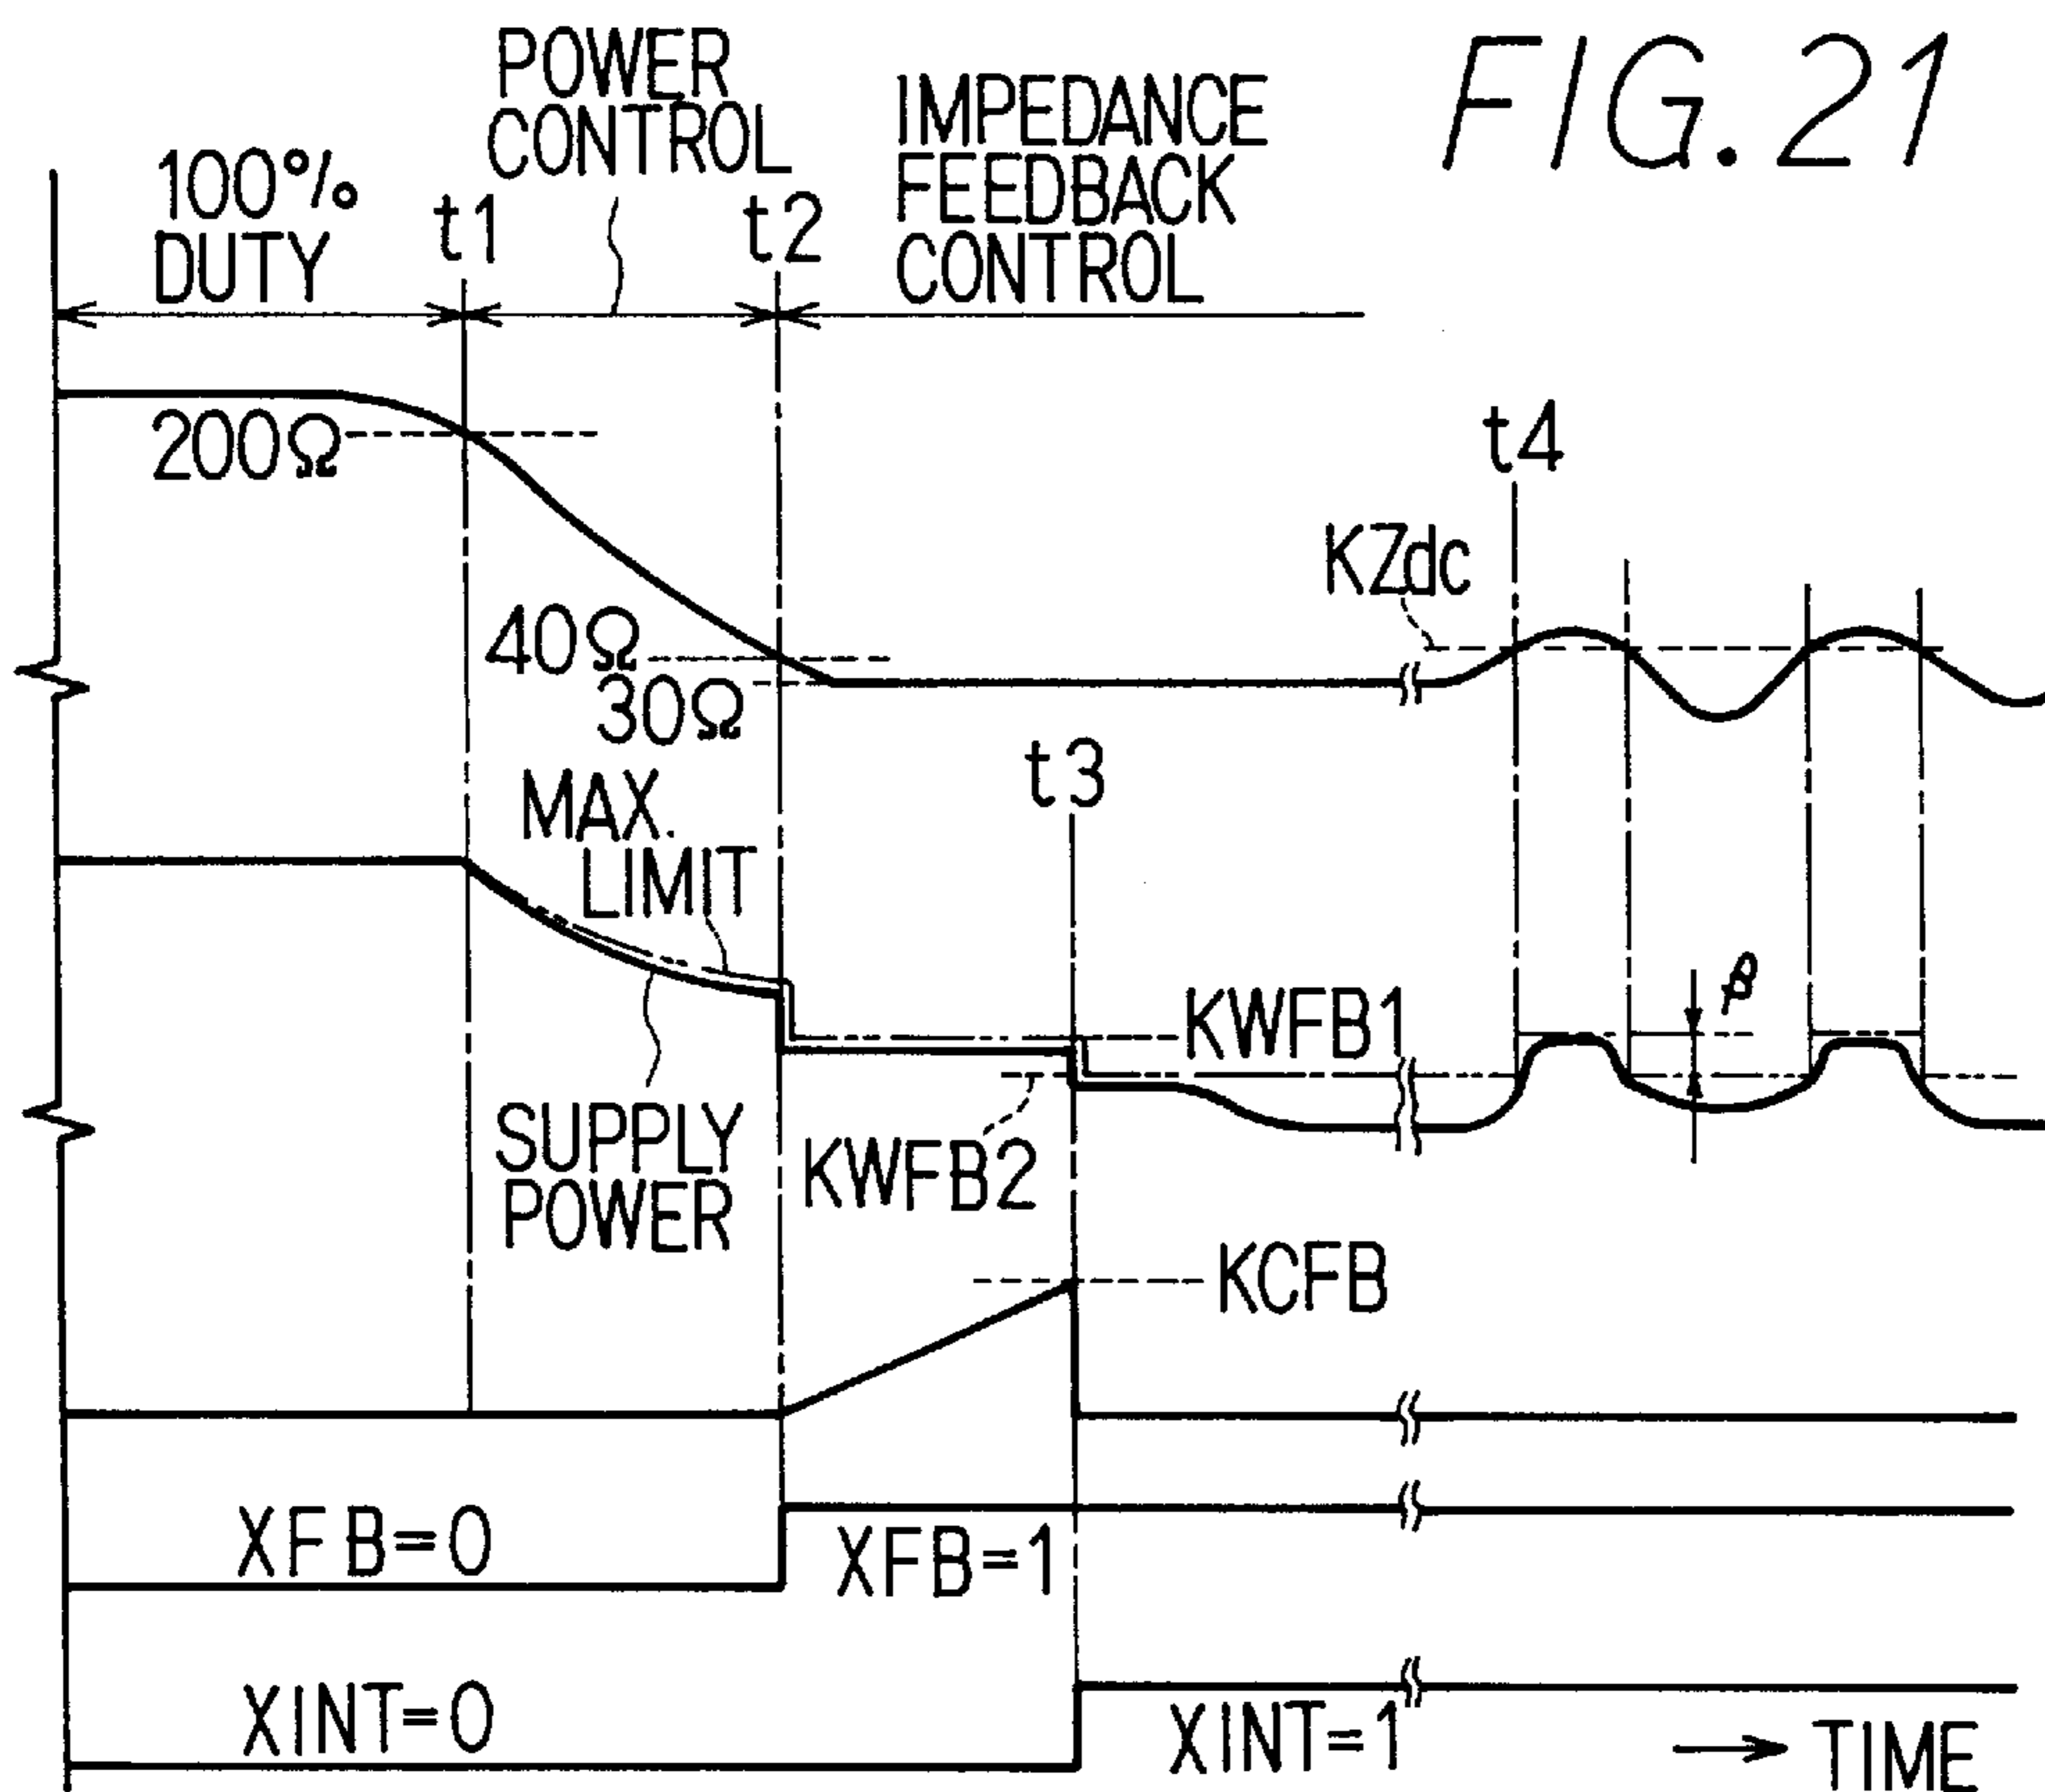 FIG.21
POWER
CONTROL
IMPEDANCE
FEEDBACK
CONTROL
100%
DUTY
t1
t2
200Ω
t4
KZdc
40Ω
30Ω
t3
MAX.
LIMIT
β
KWFB1
SUPPLY
POWER
KWFB2
KCFB
XFB=0
XFB=1
XINT=0
XINT=1
TIME